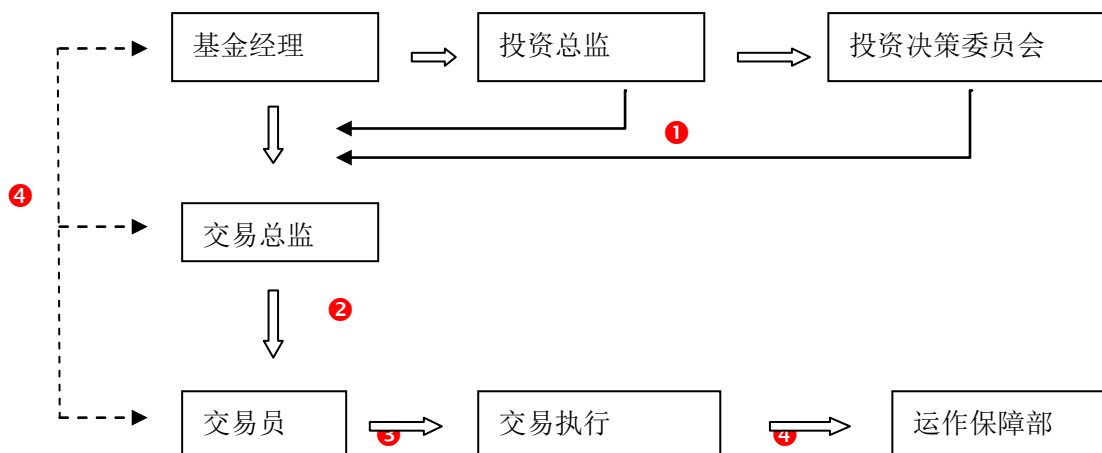 基金经理
投资总监
投资决策委员会
❶
❹
交易总监
❷
交易员
❸
交易执行
❹
运作保障部